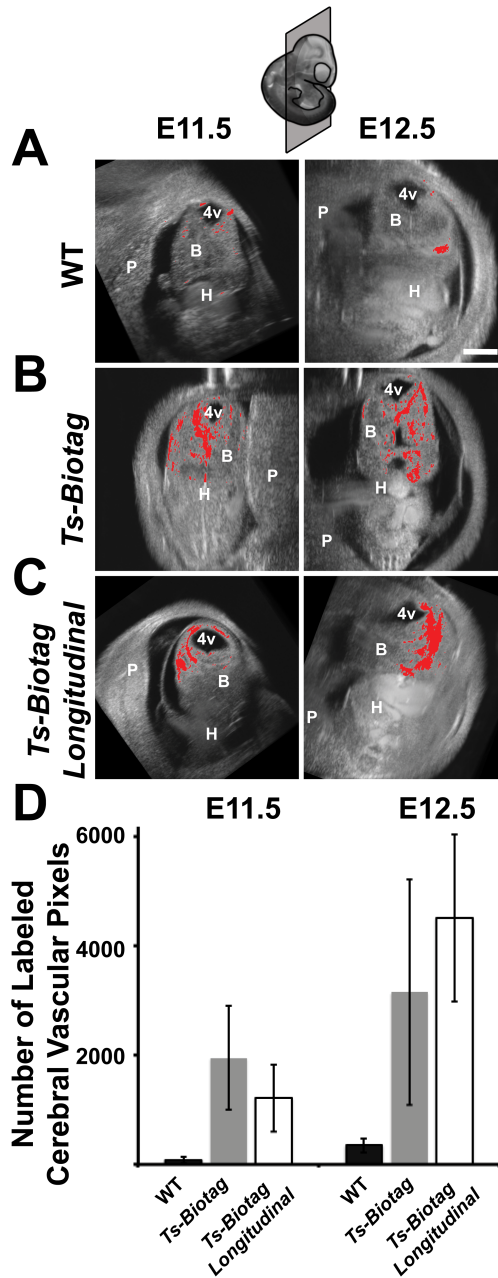 E11.5 E12.5
A
WT
4v
B
P
H
4v
P
B
H
B
Ts-Biotag
4v
B
H
P
4v
B
H
P
C
Ts-Biotag
Longitudinal
4v
P
B
H
4v
B
H
P
D
E11.5 E12.5
Number of Labeled
Cerebral Vascular Pixels
6000
4000
2000
WT
Ts-Biotag
Ts-Biotag
Longitudinal
WT
Ts-Biotag
Ts-Biotag
Longitudinal